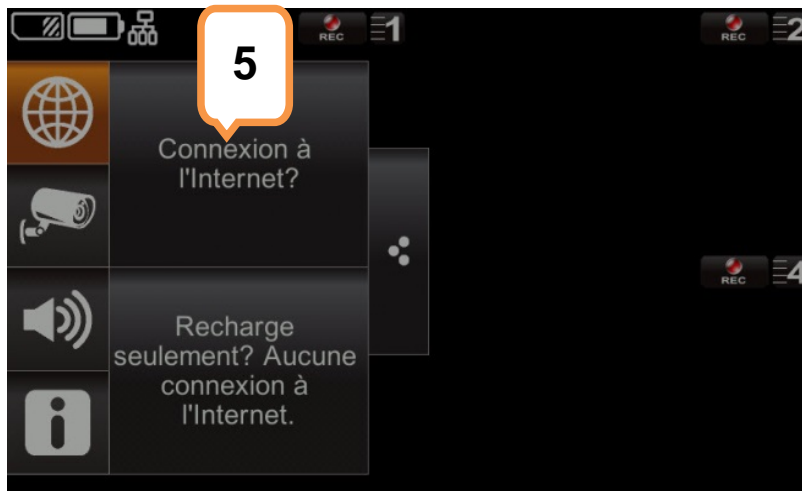 REC 1
REC 2
5
Connexion à
l'Internet?
REC 4
Recharge
seulement? Aucune
connexion à
l'Internet.
i